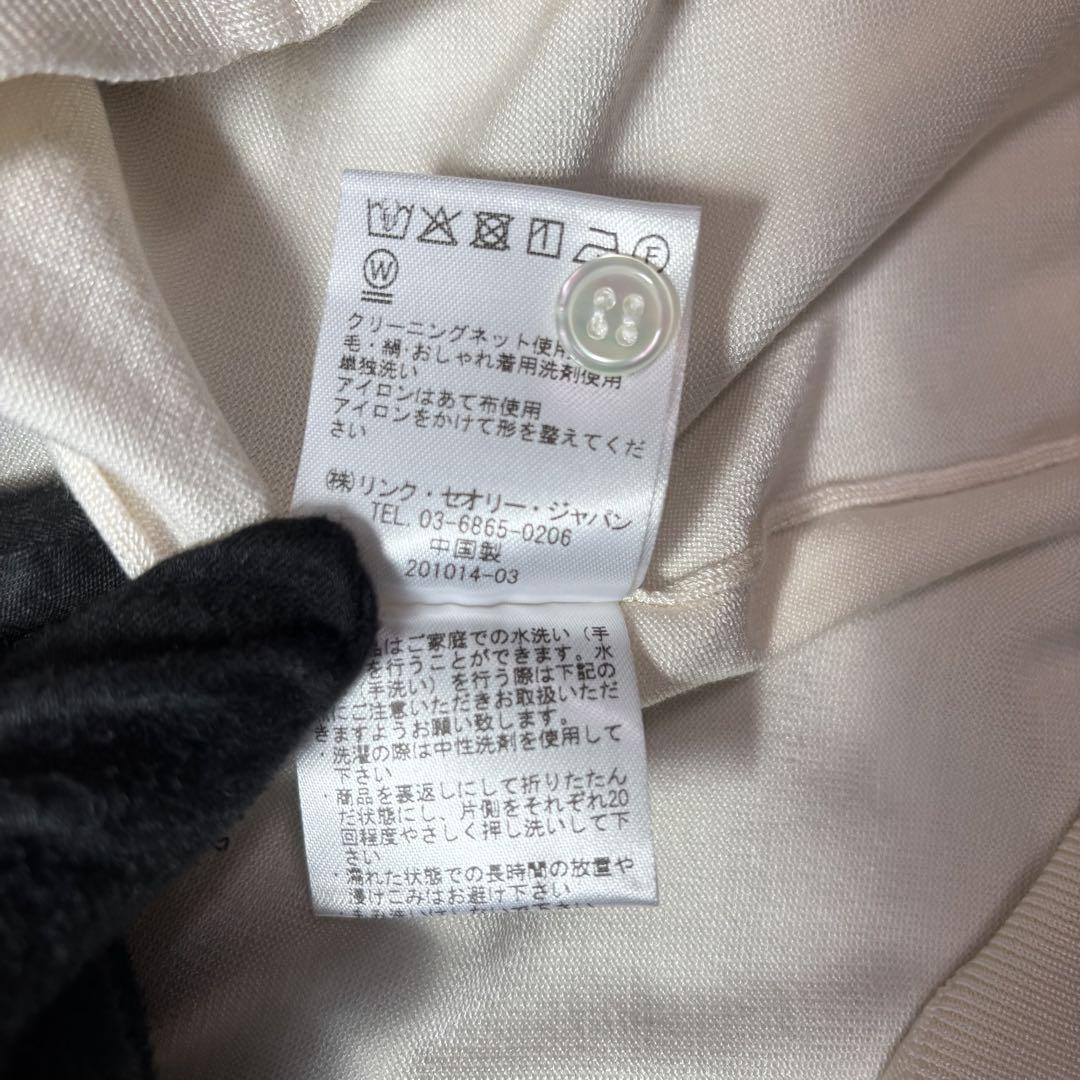 W
クリーニングネット使用
毛・絹・おしゃれ着用洗剤使用
単独洗い
アイロンはあて布使用
アイロンをかけて形を整えてくだ
さい
(株)リンク・セオリー・ジャパン
TEL. 03-6865-0206
中国製
201014-03
はご家庭での水洗い(手
を行うことができます。水
手洗い)を行う際は下記の
にご注意いただきお取扱いただ
きますようお願い致します。
・洗濯の際は中性洗剤を使用して
下さい
・商品を裏返しにして折りたたん
だ状態にし、片側をそれぞれ20
回程度やさしく押し洗いして下
さい
・濡れた状態での長時間の放置や
浸けこみはお避け下さい